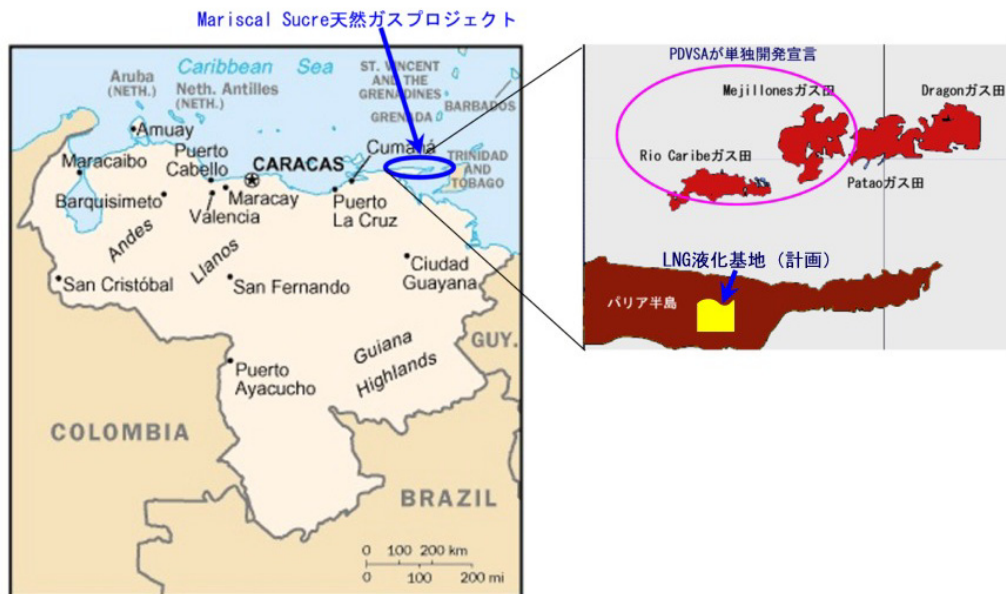 Mariscal Sucre天然ガスプロジェクト
Caribbean Sea
Aruba
(NETH.)
Neth. Antilles
(NETH.)
ST. VINCENT
AND THE
GRENADINES
GRENADA
BARBADOS
Amuay
Maracaibo
Puerto
Cabello
CARACAS
Cumaná
TRINIDAD
AND
TOBAGO
Barquisimeto
Valencia
Maracay
Puerto
La Cruz
Andes
Llanos
San Cristóbal
San Fernando
Ciudad
Guayana
GUY.
Puerto
Ayacucho
Guiana
Highlands
COLOMBIA
BRAZIL
0 100 200 km
0 100 200 mi
PDVSAが単独開発宣言
Mejillonesガス田
Dragonガス田
Rio Caribeガス田
Pataoガス田
LNG液化基地（計画）
パリア半島